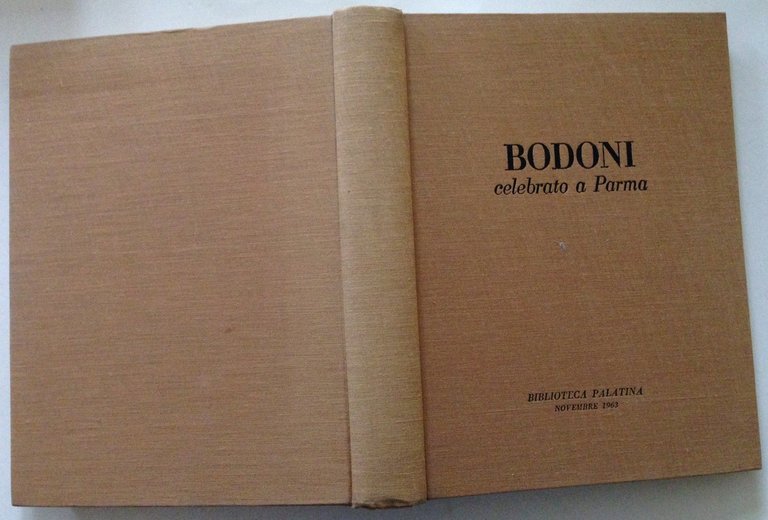 BODONI
celebrato a Parma
BIBLIOTECA PALATINA
NOVEMBRE 1963